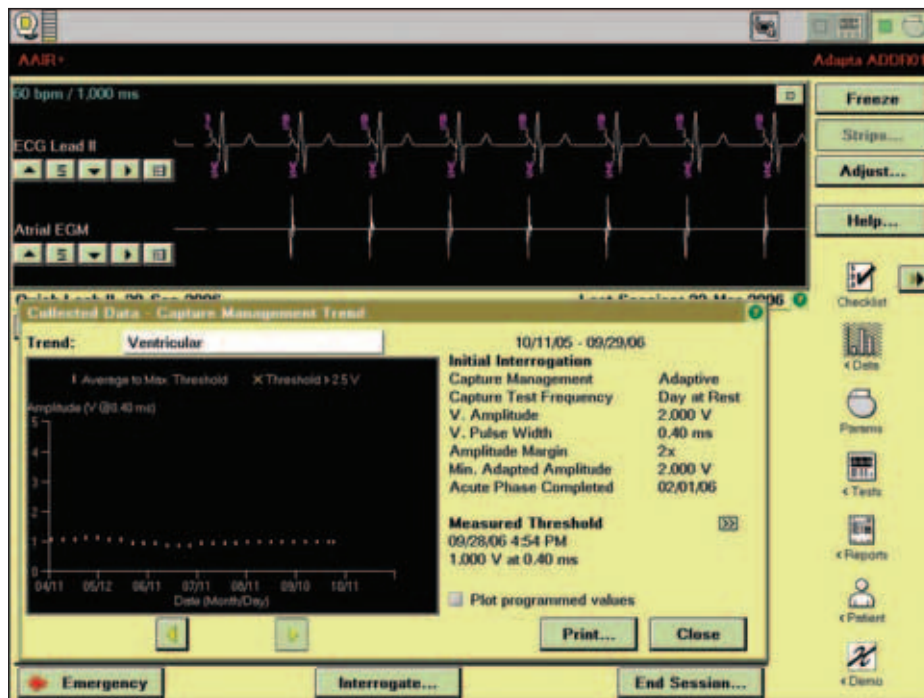 AAIR+
Adapta ADDR01
60 bpm / 1,000 ms
Freeze
ECG Lead II
Strips...
Adjust...
Help...
Atrial EGM
Checklist
Collected Data - Capture Management Trend
Trend: Ventricular
10/11/05 - 09/29/06
Initial Interrogation
Average to Max. Threshold
Threshold > 2.5 V
Capture Management Adaptive
Capture Test Frequency Day at Rest
Amplitude (V @0.40 ms)
V. Amplitude 2.000 V
V. Pulse Width 0.40 ms
Amplitude Margin 2x
Min. Adapted Amplitude 2.000 V
Acute Phase Completed 02/01/06
5
4
3
2
1
0
04/11 05/12 06/11 07/11 08/11 09/10 10/11
Date (Month/Day)
Measured Threshold >>
09/28/06 4:54 PM
1.000 V at 0.40 ms
Plot programmed values
Print...
Close
< Data
Params
< Tests
< Reports
< Patient
< Demo
Emergency
Interrogate...
End Session...